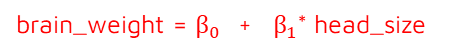 brain_weight = β₀ + β₁* head_size